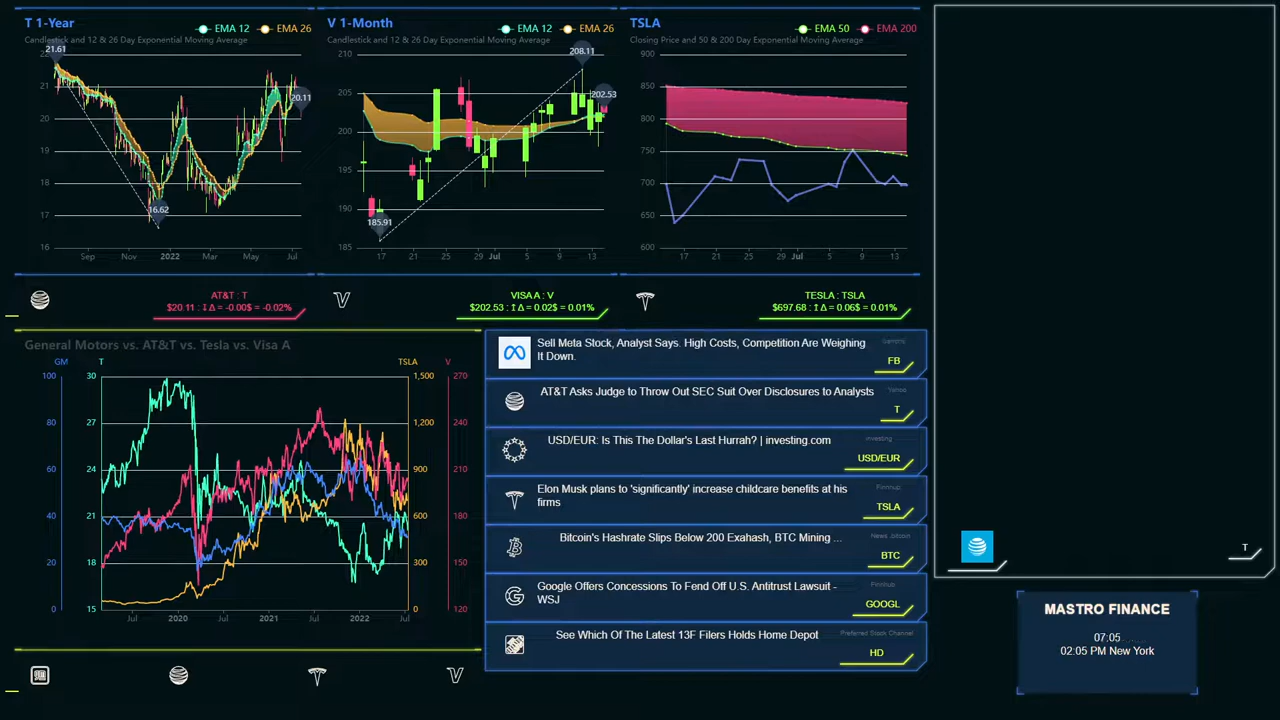 T 1-Year
EMA 12
EMA 26
Candlestick and 12 & 26 Day Exponential Moving Average
21.61
22
21
20
19
18
17
16
20.11
16.62
Sep
Nov
2022
Mar
May
Jul
V 1-Month
EMA 12
EMA 26
Candlestick and 12 & 26 Day Exponential Moving Average
210
205
200
195
190
185
208.11
202.53
185.91
17
21
25
29
Jul
5
9
13
TSLA
EMA 50
EMA 200
Closing Price and 50 & 200 Day Exponential Moving Average
900
850
800
750
700
650
600
17
21
25
29
Jul
5
9
13
AT&T : T
$20.11 : 1 Δ = -0.00$ = -0.02%
VISA A : V
$202.53 : 1 Δ = 0.02$ = 0.01%
TESLA : TSLA
$697.68 : 1 Δ = 0.06$ = 0.01%
General Motors vs. AT&T vs. Tesla vs. Visa A
GM
T
TSLA
V
100
80
60
40
20
0
30
27
24
21
18
15
1,500
1,200
900
600
300
0
270
240
210
180
150
120
Jul
2020
Jul
2021
Jul
2022
Jul
Sell Meta Stock, Analyst Says. High Costs, Competition Are Weighing
It Down.
FB
AT&T Asks Judge to Throw Out SEC Suit Over Disclosures to Analysts
Yahoo
T
USD/EUR: Is This The Dollar's Last Hurrah? | investing.com
Investing
USD/EUR
Elon Musk plans to 'significantly' increase childcare benefits at his
firms
Finnhub
TSLA
Bitcoin's Hashrate Slips Below 200 Exahash, BTC Mining ...
News .bitcoin
BTC
Google Offers Concessions To Fend Off U.S. Antitrust Lawsuit -
WSJ
Finnhub
GOOGL
See Which Of The Latest 13F Filers Holds Home Depot
Preferred Stock Channel
HD
T
MASTRO FINANCE
07:05
02:05 PM New York